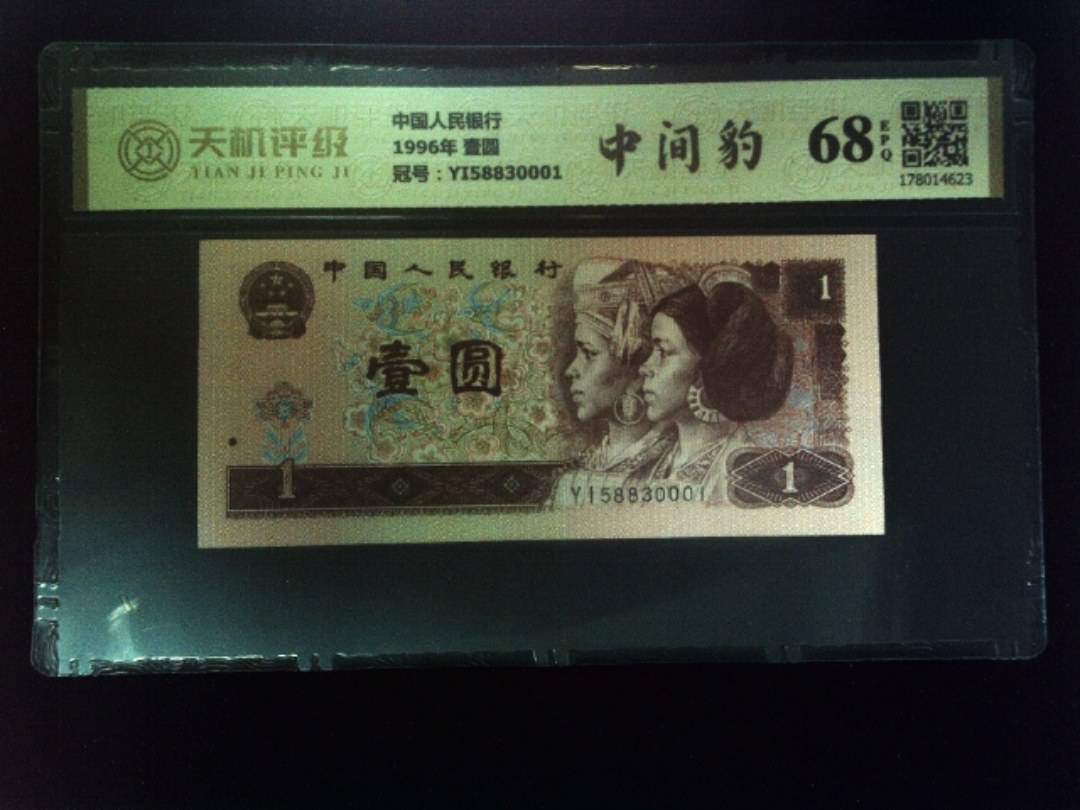 天机评级
TIAN JI PING JI
中国人民银行
1996年 壹圆
冠号：YI58830001
中间豹
68
EPQ
178014623
中国人民银行
1
壹圆
1
YI58830001
1